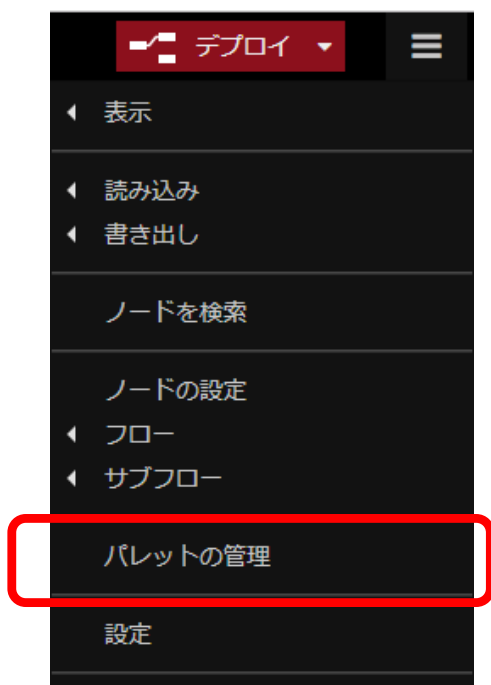 デプロイ
表示
読み込み
書き出し
ノードを検索
ノードの設定
フロー
サブフロー
パレットの管理
設定